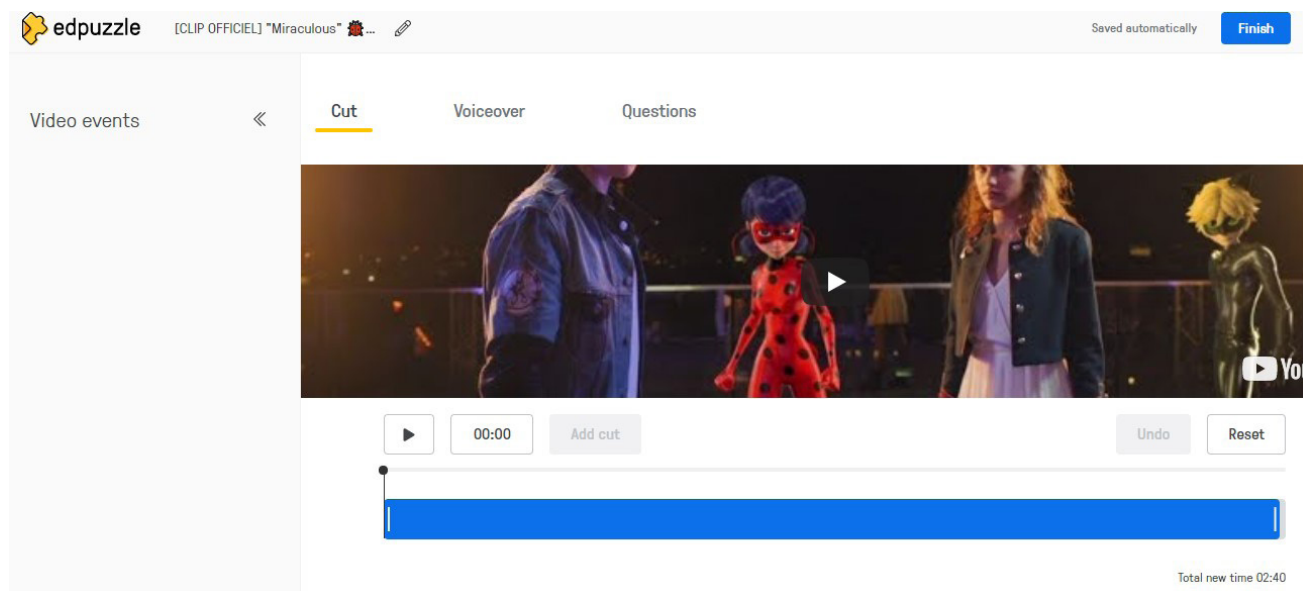 edpuzzle
[CLIP OFFICIEL] "Miraculous" 🐞...
Saved automatically
Finish
Video events
Cut
Voiceover
Questions
You
00:00
Add cut
Undo
Reset
Total new time 02:40